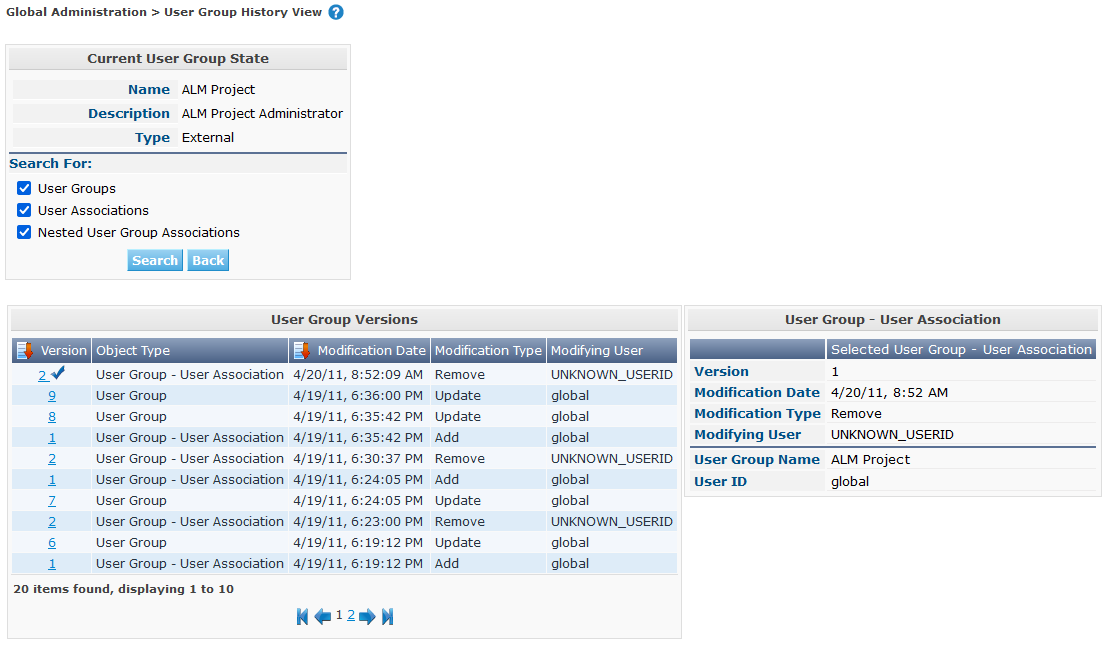 Global Administration > User Group History View ?
Current User Group State
Name ALM Project
Description ALM Project Administrator
Type External
Search For:
User Groups
User Associations
Nested User Group Associations
Search Back
User Group Versions
Version Object Type Modification Date Modification Type Modifying User
2 User Group - User Association 4/20/11, 8:52:09 AM Remove UNKNOWN_USERID
9 User Group 4/19/11, 6:36:00 PM Update global
8 User Group 4/19/11, 6:35:42 PM Update global
1 User Group - User Association 4/19/11, 6:35:42 PM Add global
2 User Group - User Association 4/19/11, 6:30:37 PM Remove UNKNOWN_USERID
1 User Group - User Association 4/19/11, 6:24:05 PM Add global
7 User Group 4/19/11, 6:24:05 PM Update global
2 User Group - User Association 4/19/11, 6:23:00 PM Remove UNKNOWN_USERID
6 User Group 4/19/11, 6:19:12 PM Update global
1 User Group - User Association 4/19/11, 6:19:12 PM Add global
20 items found, displaying 1 to 10
1 2
User Group - User Association
Selected User Group - User Association
Version 1
Modification Date 4/20/11, 8:52 AM
Modification Type Remove
Modifying User UNKNOWN_USERID
User Group Name ALM Project
User ID global